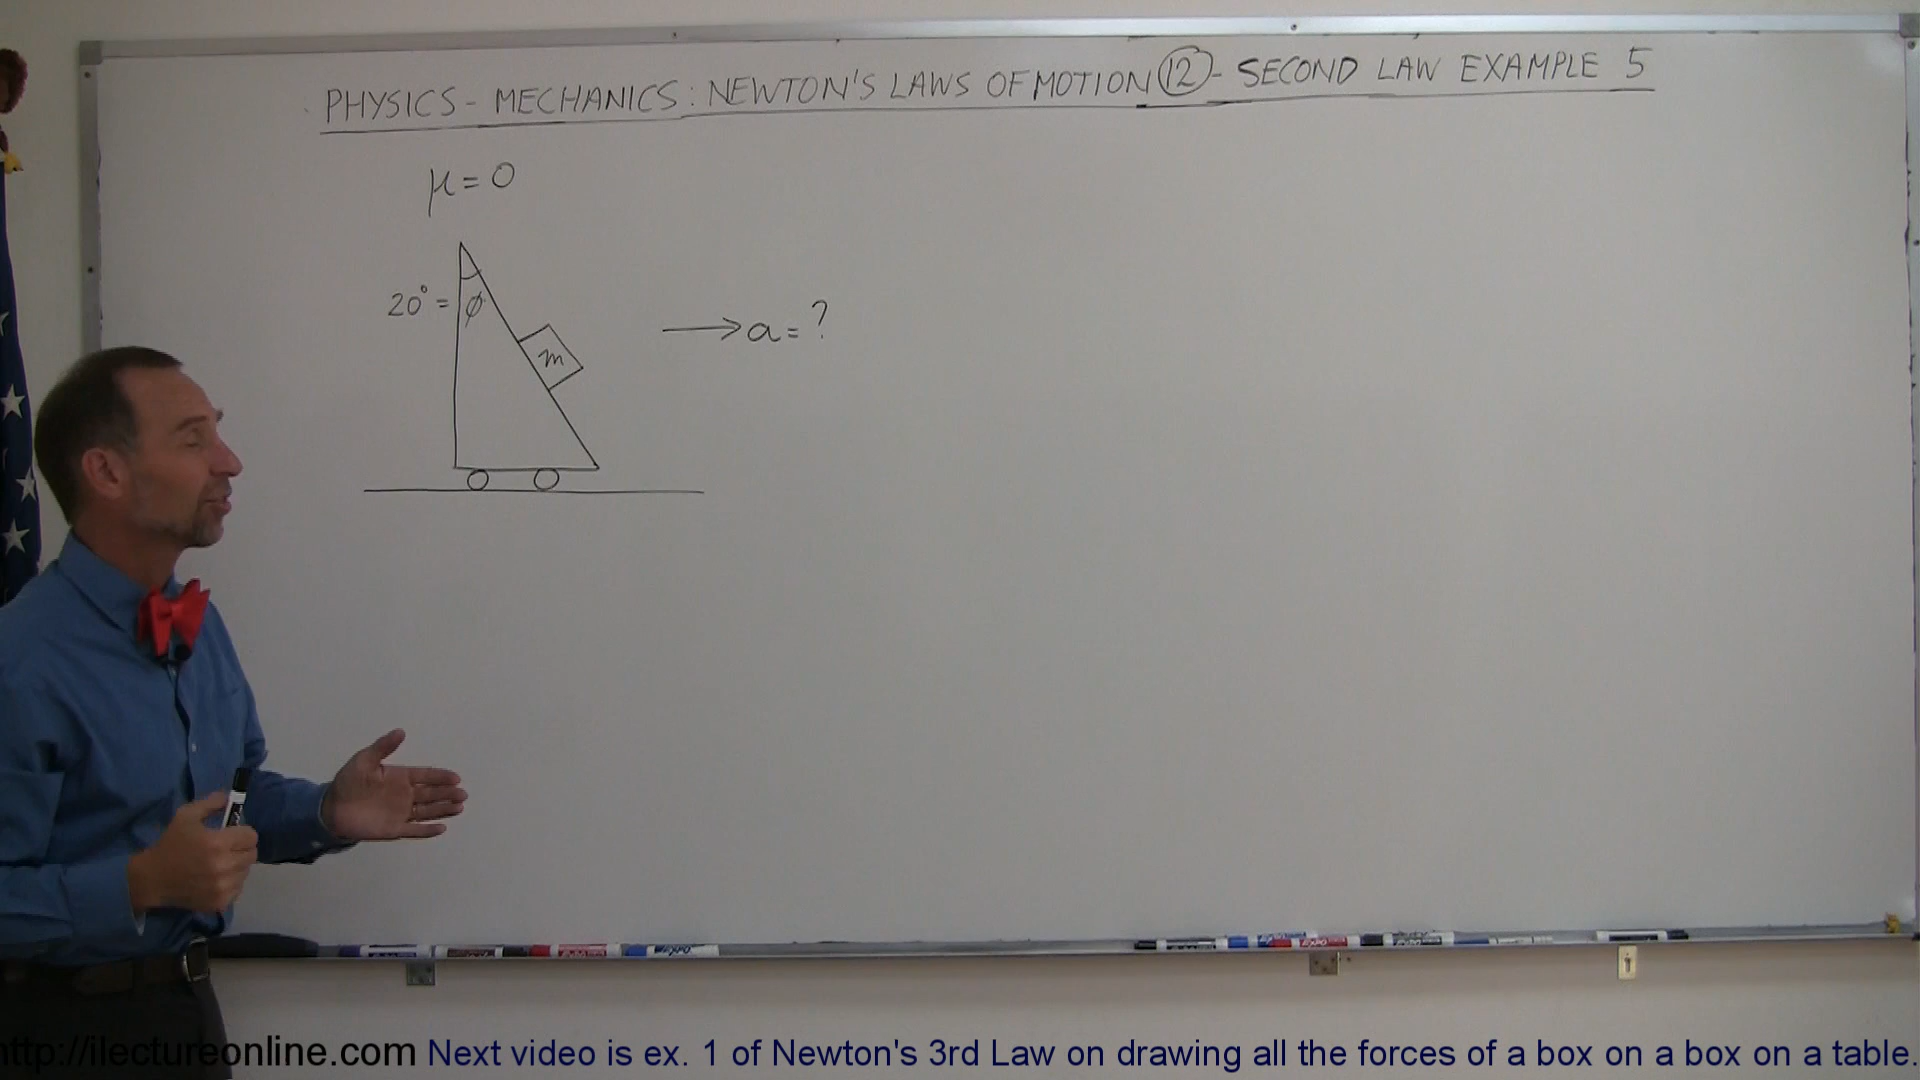 PHYSICS - MECHANICS: NEWTON'S LAWS OF MOTION 12 - SECOND LAW EXAMPLE 5
μ = 0
20° = ϕ
m
→ a = ?
http://ilectureonline.com Next video is ex. 1 of Newton's 3rd Law on drawing all the forces of a box on a box on a table.